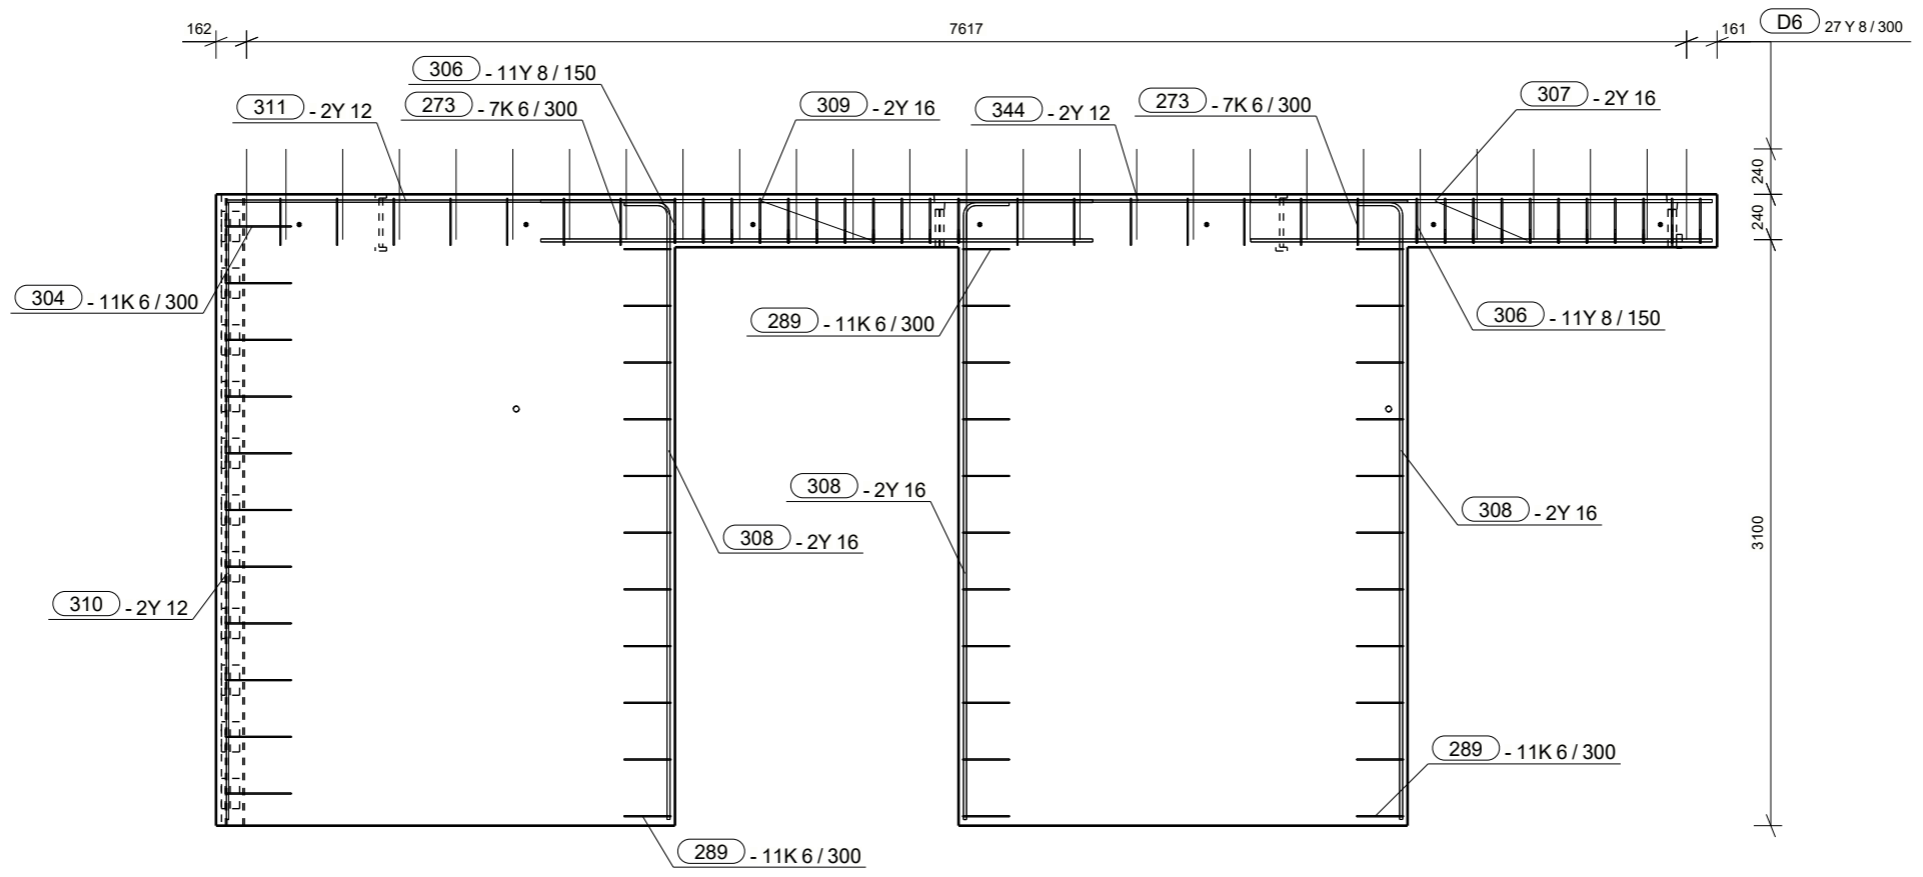 162
7617
161
D6 27 Y 8 / 300
306 - 11Y 8 / 150
311 - 2Y 12
273 - 7K 6 / 300
309 - 2Y 16
344 - 2Y 12
273 - 7K 6 / 300
307 - 2Y 16
240
240
304 - 11K 6 / 300
289 - 11K 6 / 300
306 - 11Y 8 / 150
308 - 2Y 16
308 - 2Y 16
308 - 2Y 16
3100
310 - 2Y 12
289 - 11K 6 / 300
289 - 11K 6 / 300